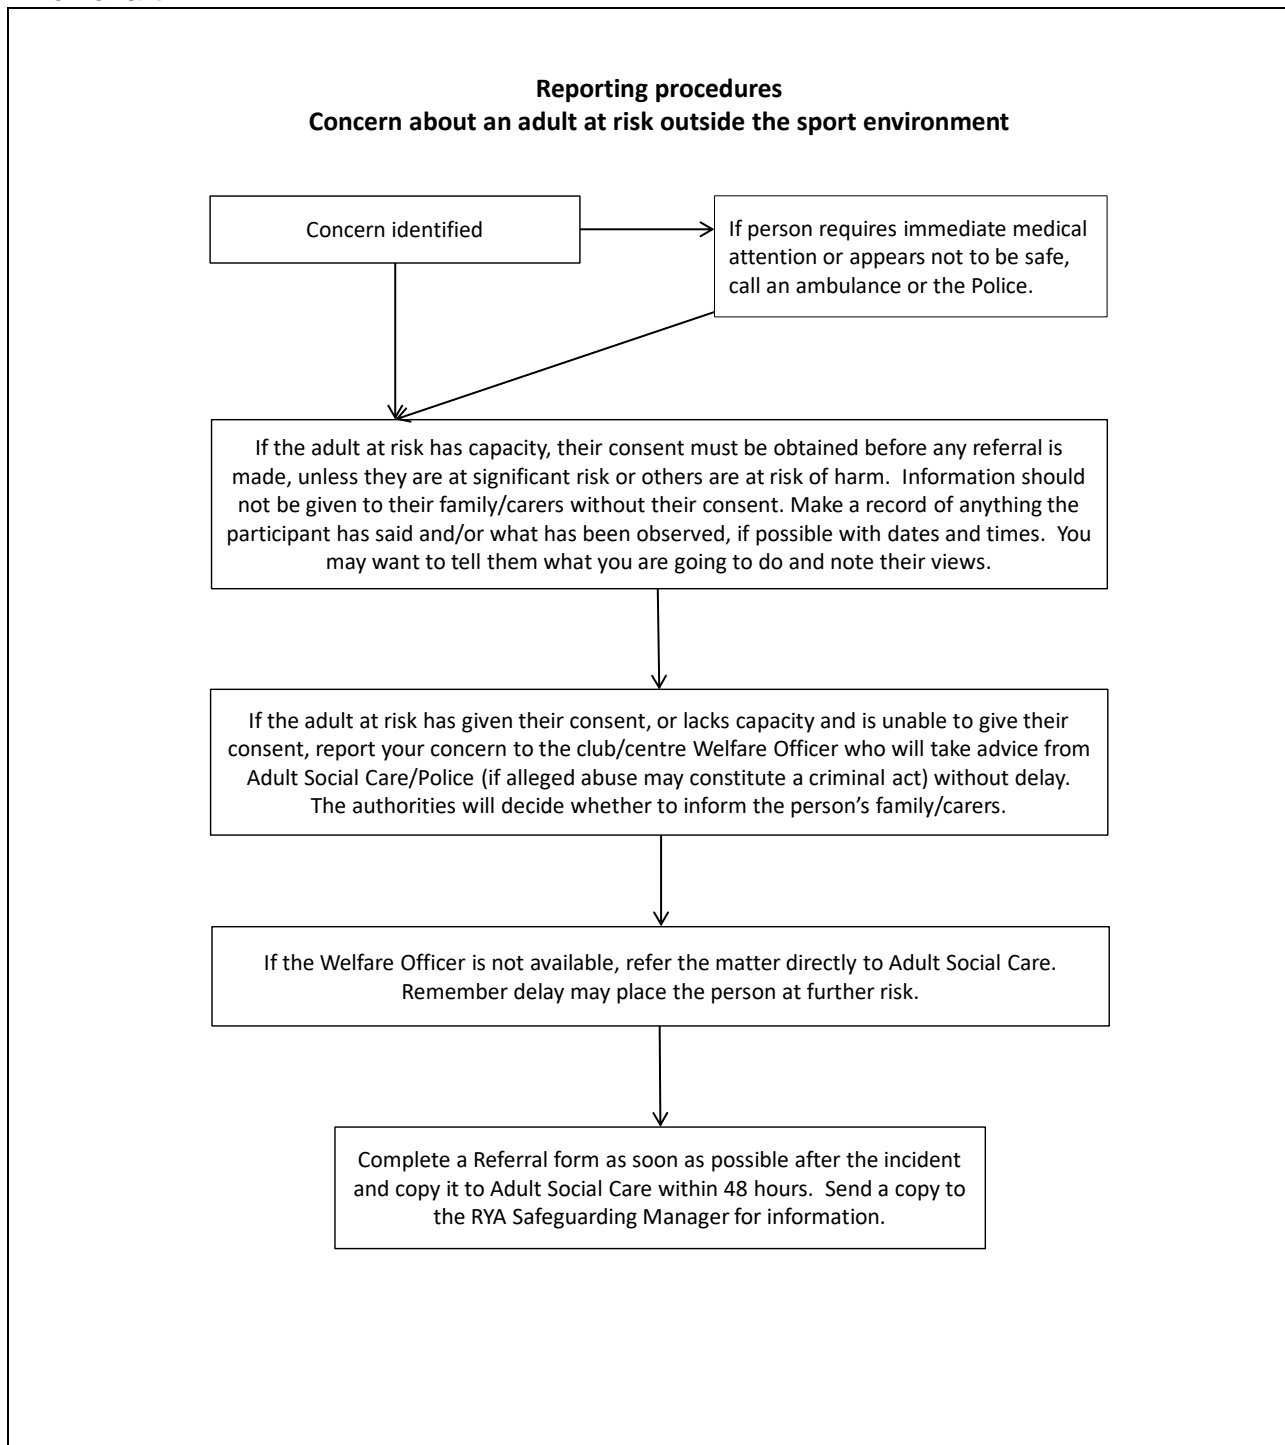 Reporting procedures
Concern about an adult at risk outside the sport environment
Concern identified
If person requires immediate medical
attention or appears not to be safe,
call an ambulance or the Police.
If the adult at risk has capacity, their consent must be obtained before any referral is
made, unless they are at significant risk or others are at risk of harm.  Information should
not be given to their family/carers without their consent. Make a record of anything the
participant has said and/or what has been observed, if possible with dates and times.  You
may want to tell them what you are going to do and note their views.
If the adult at risk has given their consent, or lacks capacity and is unable to give their
consent, report your concern to the club/centre Welfare Officer who will take advice from
Adult Social Care/Police (if alleged abuse may constitute a criminal act) without delay.
The authorities will decide whether to inform the person’s family/carers.
If the Welfare Officer is not available, refer the matter directly to Adult Social Care.
Remember delay may place the person at further risk.
Complete a Referral form as soon as possible after the incident
and copy it to Adult Social Care within 48 hours.  Send a copy to
the RYA Safeguarding Manager for information.